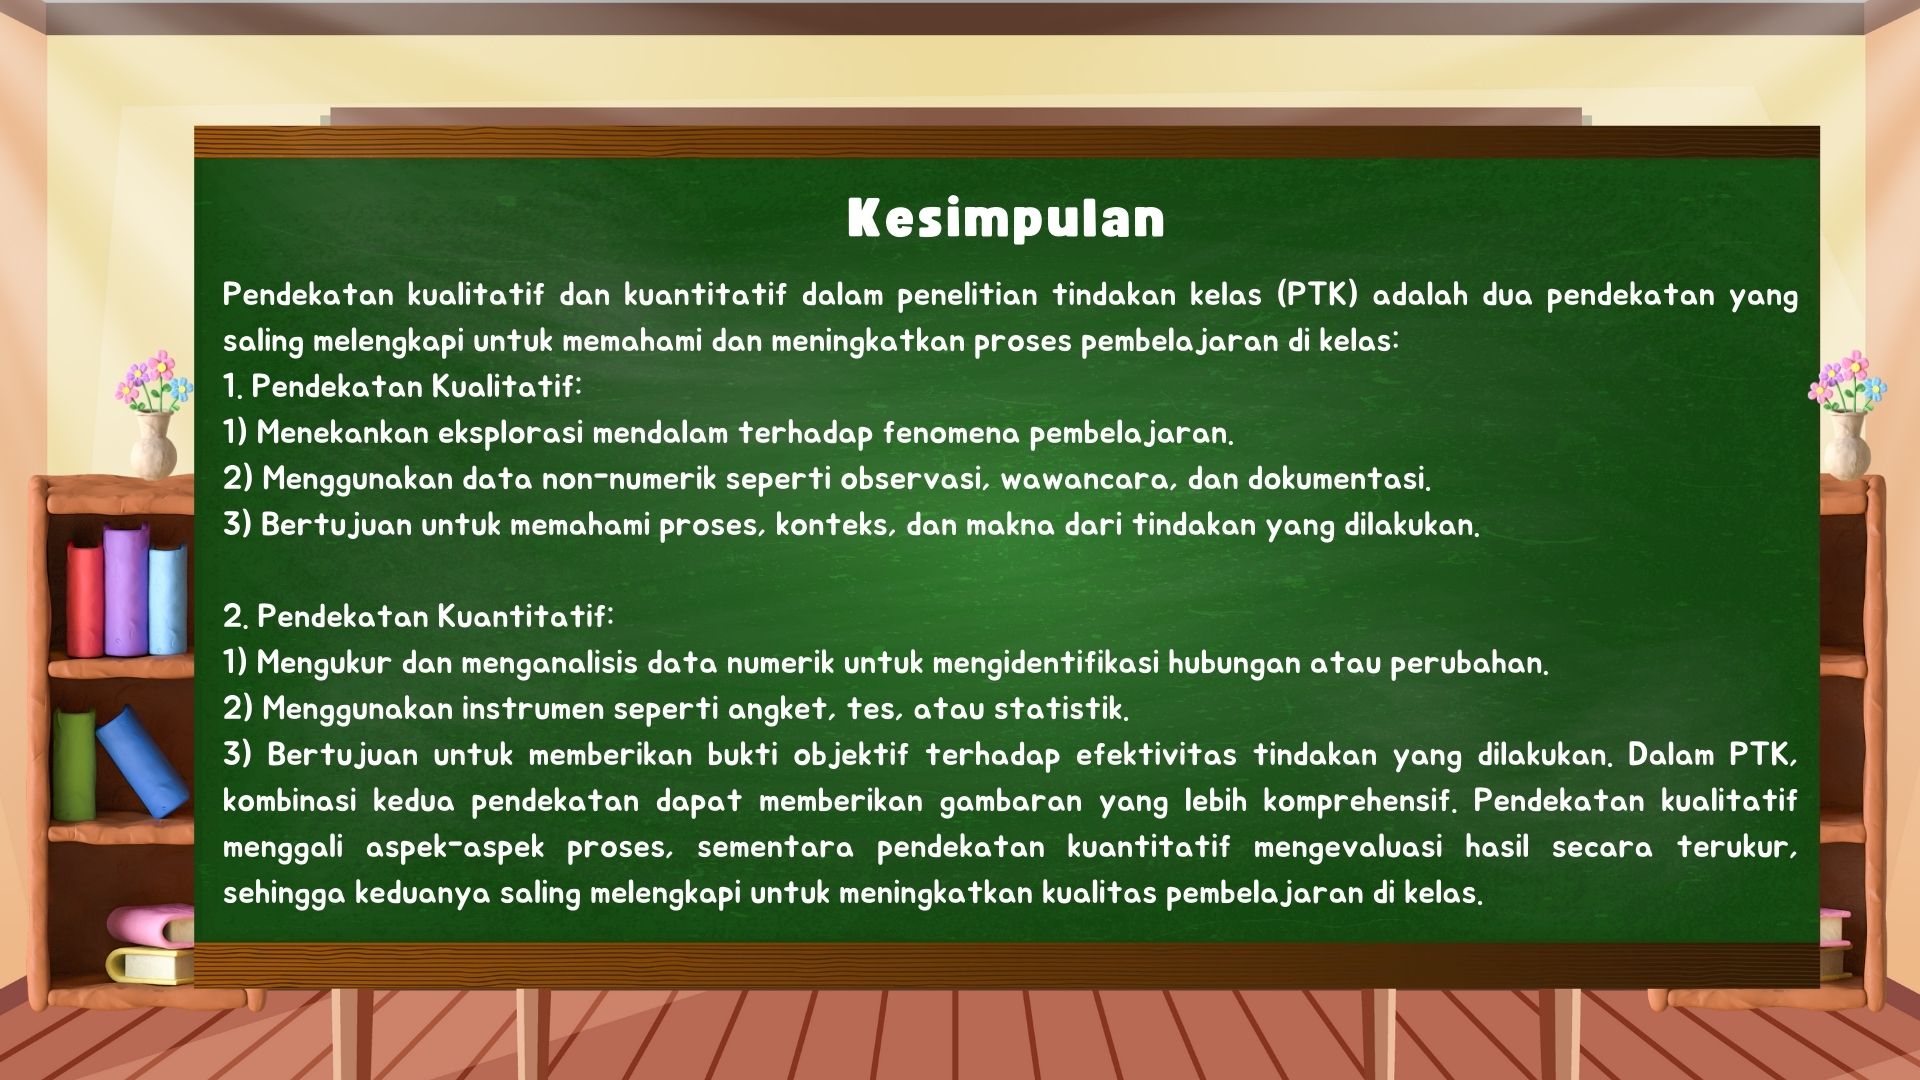 Kesimpulan
Pendekatan kualitatif dan kuantitatif dalam penelitian tindakan kelas (PTK) adalah dua pendekatan yang
saling melengkapi untuk memahami dan meningkatkan proses pembelajaran di kelas:
1. Pendekatan Kualitatif:
1) Menekankan eksplorasi mendalam terhadap fenomena pembelajaran.
2) Menggunakan data non-numerik seperti observasi, wawancara, dan dokumentasi.
3) Bertujuan untuk memahami proses, konteks, dan makna dari tindakan yang dilakukan.
2. Pendekatan Kuantitatif:
1) Mengukur dan menganalisis data numerik untuk mengidentifikasi hubungan atau perubahan.
2) Menggunakan instrumen seperti angket, tes, atau statistik.
3) Bertujuan untuk memberikan bukti objektif terhadap efektivitas tindakan yang dilakukan. Dalam PTK,
kombinasi kedua pendekatan dapat memberikan gambaran yang lebih komprehensif. Pendekatan kualitatif
menggali aspek-aspek proses, sementara pendekatan kuantitatif mengevaluasi hasil secara terukur,
sehingga keduanya saling melengkapi untuk meningkatkan kualitas pembelajaran di kelas.